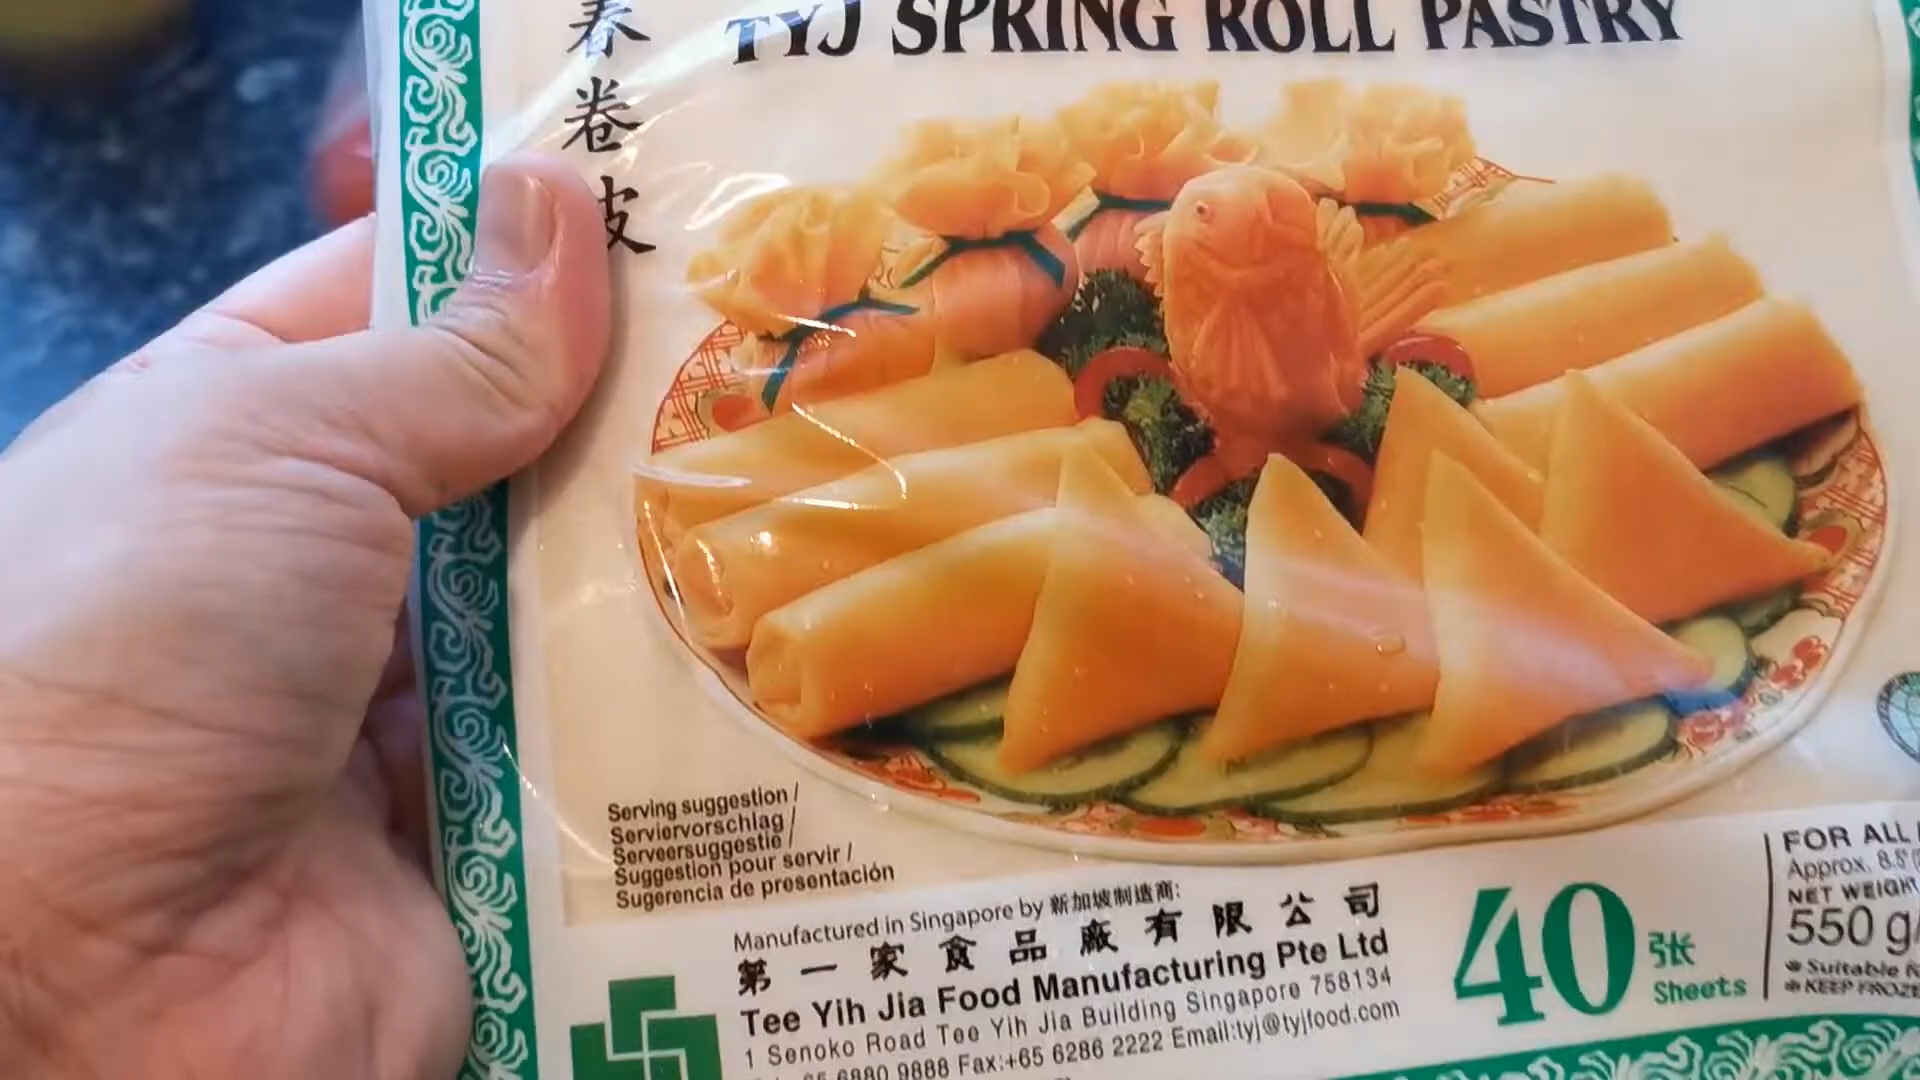 TYJ SPRING ROLL PASTRY
春
卷
皮
Serving suggestion /
Serviervorschlag /
Serveersuggestie /
Suggestion pour servir /
Sugerencia de presentación
Manufactured in Singapore by 新加坡制造商:
第一家食品廠有限公司
Tee Yih Jia Food Manufacturing Pte Ltd
1 Senoko Road Tee Yih Jia Building Singapore 758134
65 6880 9888 Fax:+65 6286 2222 Email:tyj@tyjfood.com
40 张
Sheets
FOR ALL
Approx. 8.5"
NET WEIGHT
550 g
*Suitable
*KEEP FROZEN